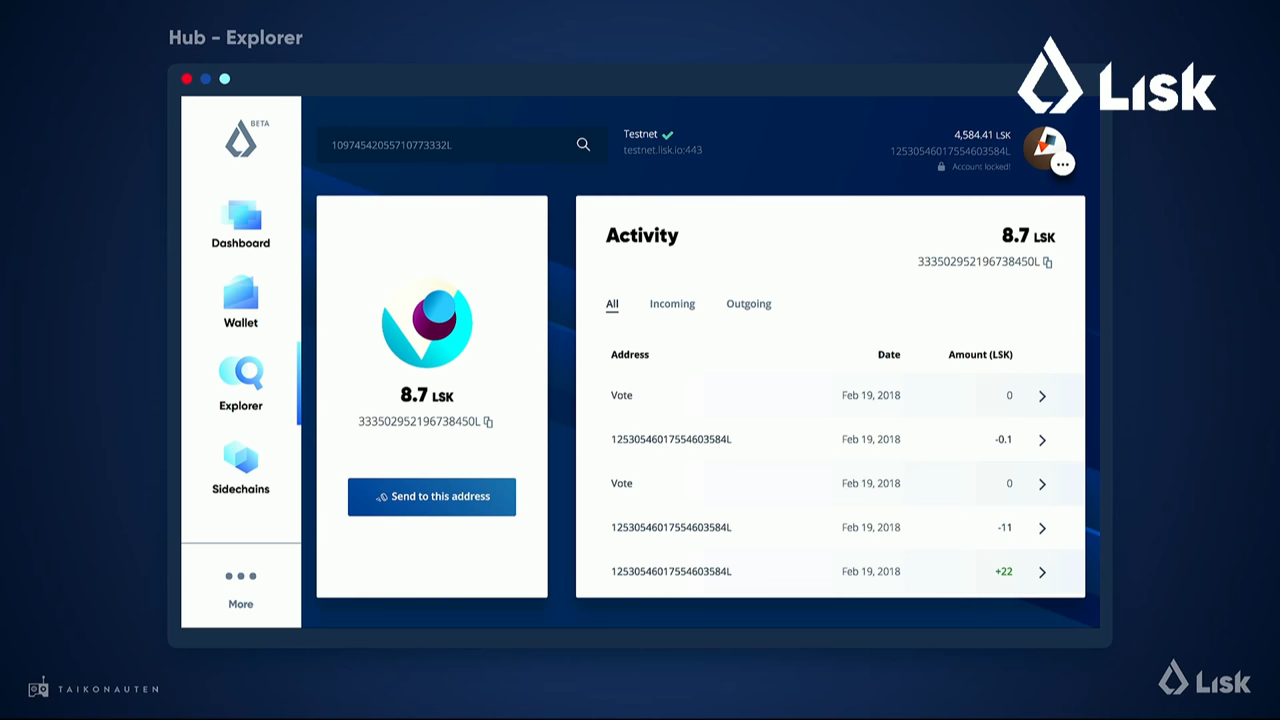 Hub - Explorer
Lisk
BETA
10974542055710773332L
Testnet
testnet.lisk.io:443
4,584.41 LSK
12530546017554603584L
Account locked!
Dashboard
Wallet
Explorer
Sidechains
More
8.7 LSK
333502952196738450L
Send to this address
Activity
8.7 LSK
333502952196738450L
All Incoming Outgoing
Address Date Amount (LSK)
Vote Feb 19, 2018 0
12530546017554603584L Feb 19, 2018 -0.1
Vote Feb 19, 2018 0
12530546017554603584L Feb 19, 2018 -11
12530546017554603584L Feb 19, 2018 +22
TAIKONAUTEN
Lisk